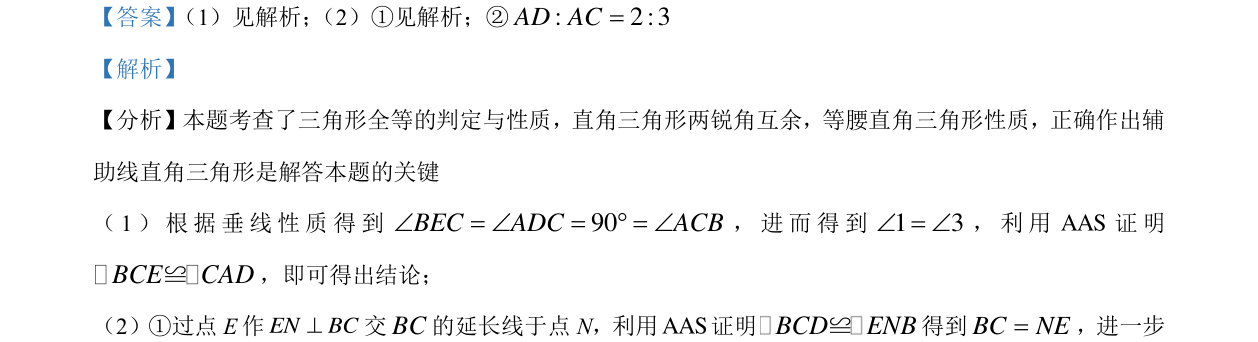 【答案】（1）见解析；（2）①见解析；②AD : AC = 2 : 3
【解析】
【分析】本题考查了三角形全等的判定与性质，直角三角形两锐角互余，等腰直角三角形性质，正确作出辅
助线直角三角形是解答本题的关键
（1）根据垂线性质得到 ∠BEC = ∠ADC = 90° = ∠ACB，进而得到 ∠1 = ∠3，利用 AAS 证明
□BCE≌□CAD，即可得出结论；
（2）①过点 E 作 EN ⊥ BC 交 BC 的延长线于点 N，利用 AAS 证明□BCD≌□ENB 得到 BC = NE，进一步